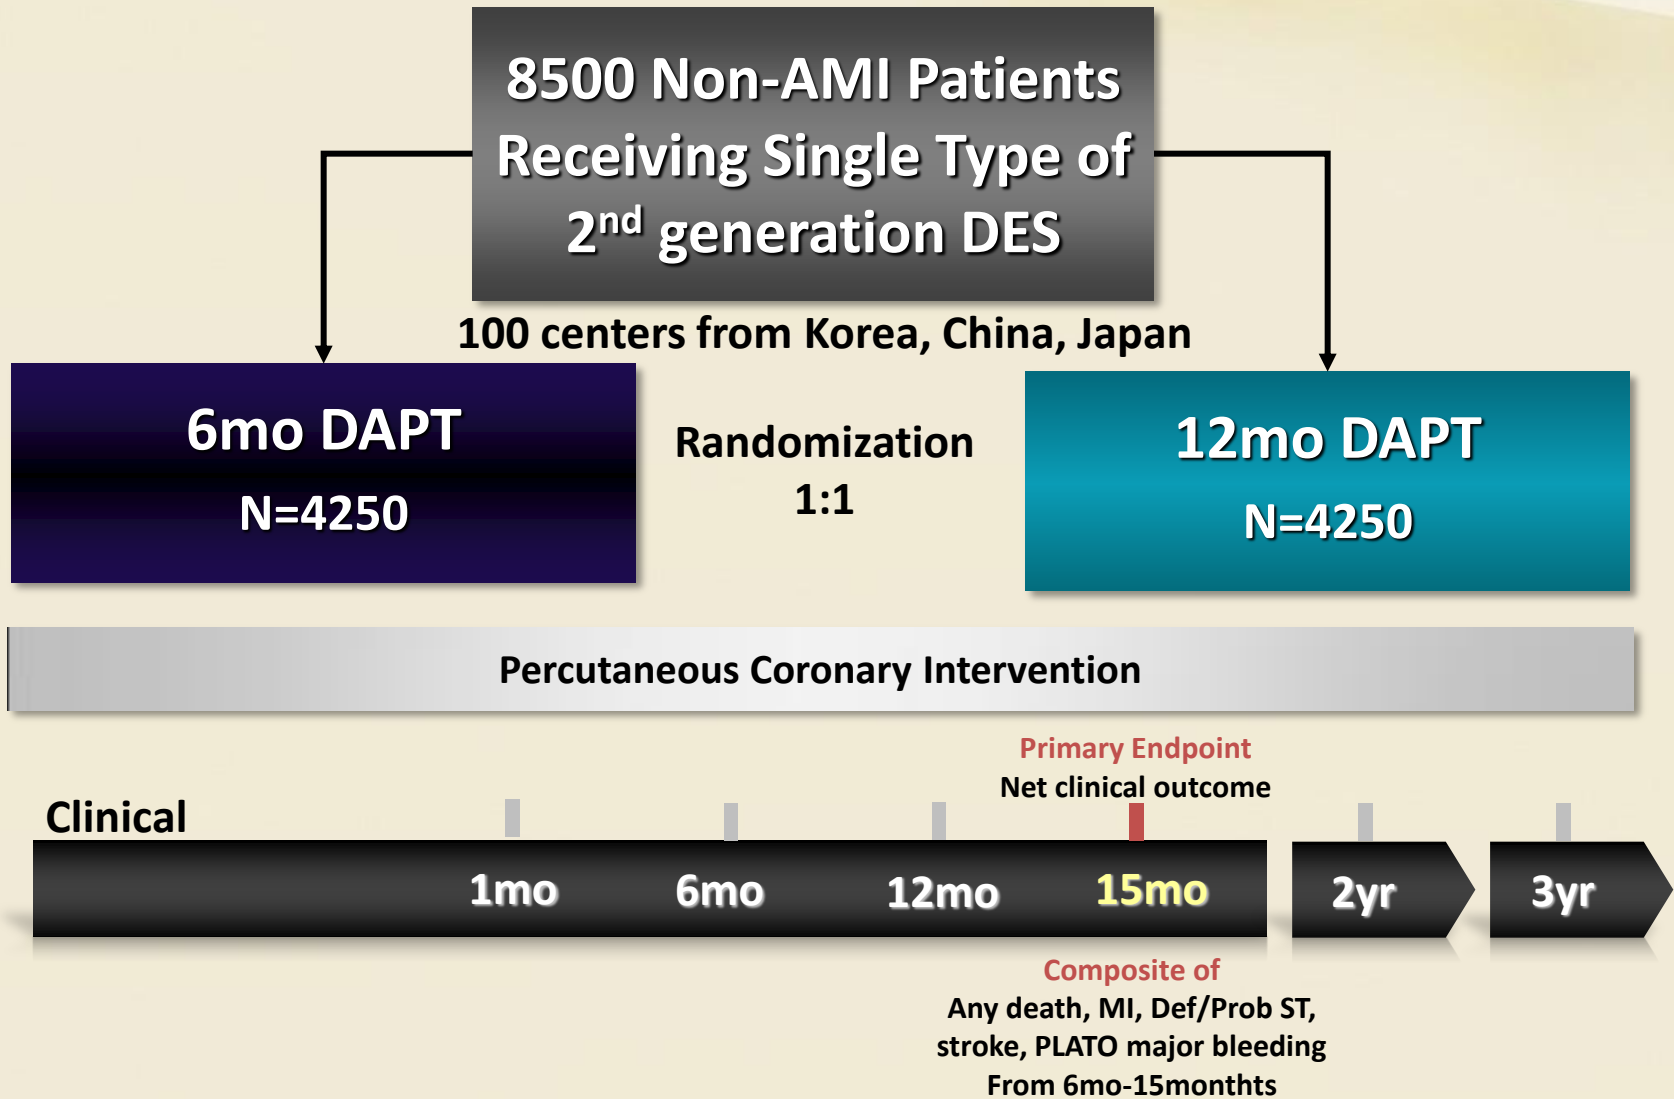 8500 Non-AMI Patients
Receiving Single Type of
2nd generation DES
100 centers from Korea, China, Japan
6mo DAPT
N=4250
Randomization
1:1
12mo DAPT
N=4250
Percutaneous Coronary Intervention
Primary Endpoint
Net clinical outcome
Clinical
1mo 6mo 12mo 15mo 2yr 3yr
Composite of
Any death, MI, Def/Prob ST,
stroke, PLATO major bleeding
From 6mo-15monthts